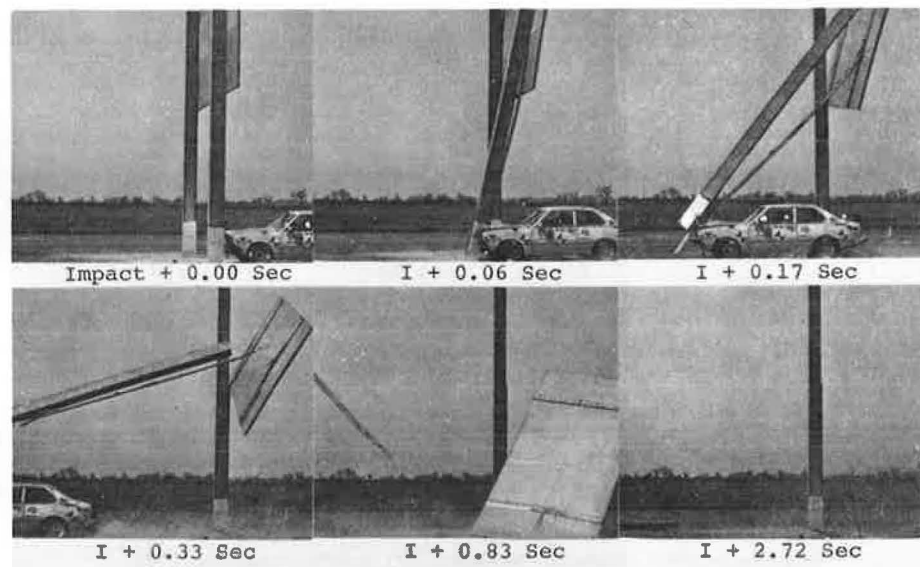 Impact + 0.00 Sec
I + 0.06 Sec
I + 0.17 Sec
I + 0.33 Sec
I + 0.83 Sec
I + 2.72 Sec